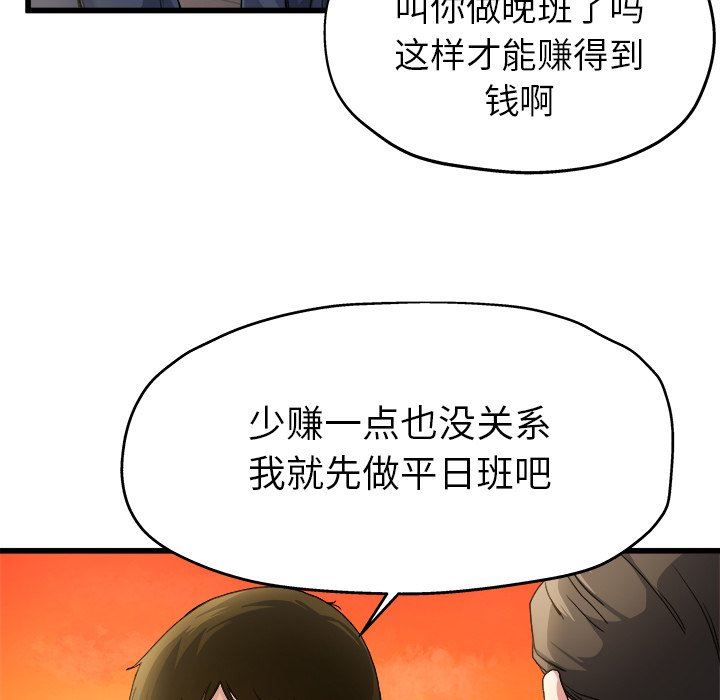 叫你做晚班了吗
这样才能赚得到
钱啊
少赚一点也没关系
我就先做平日班吧